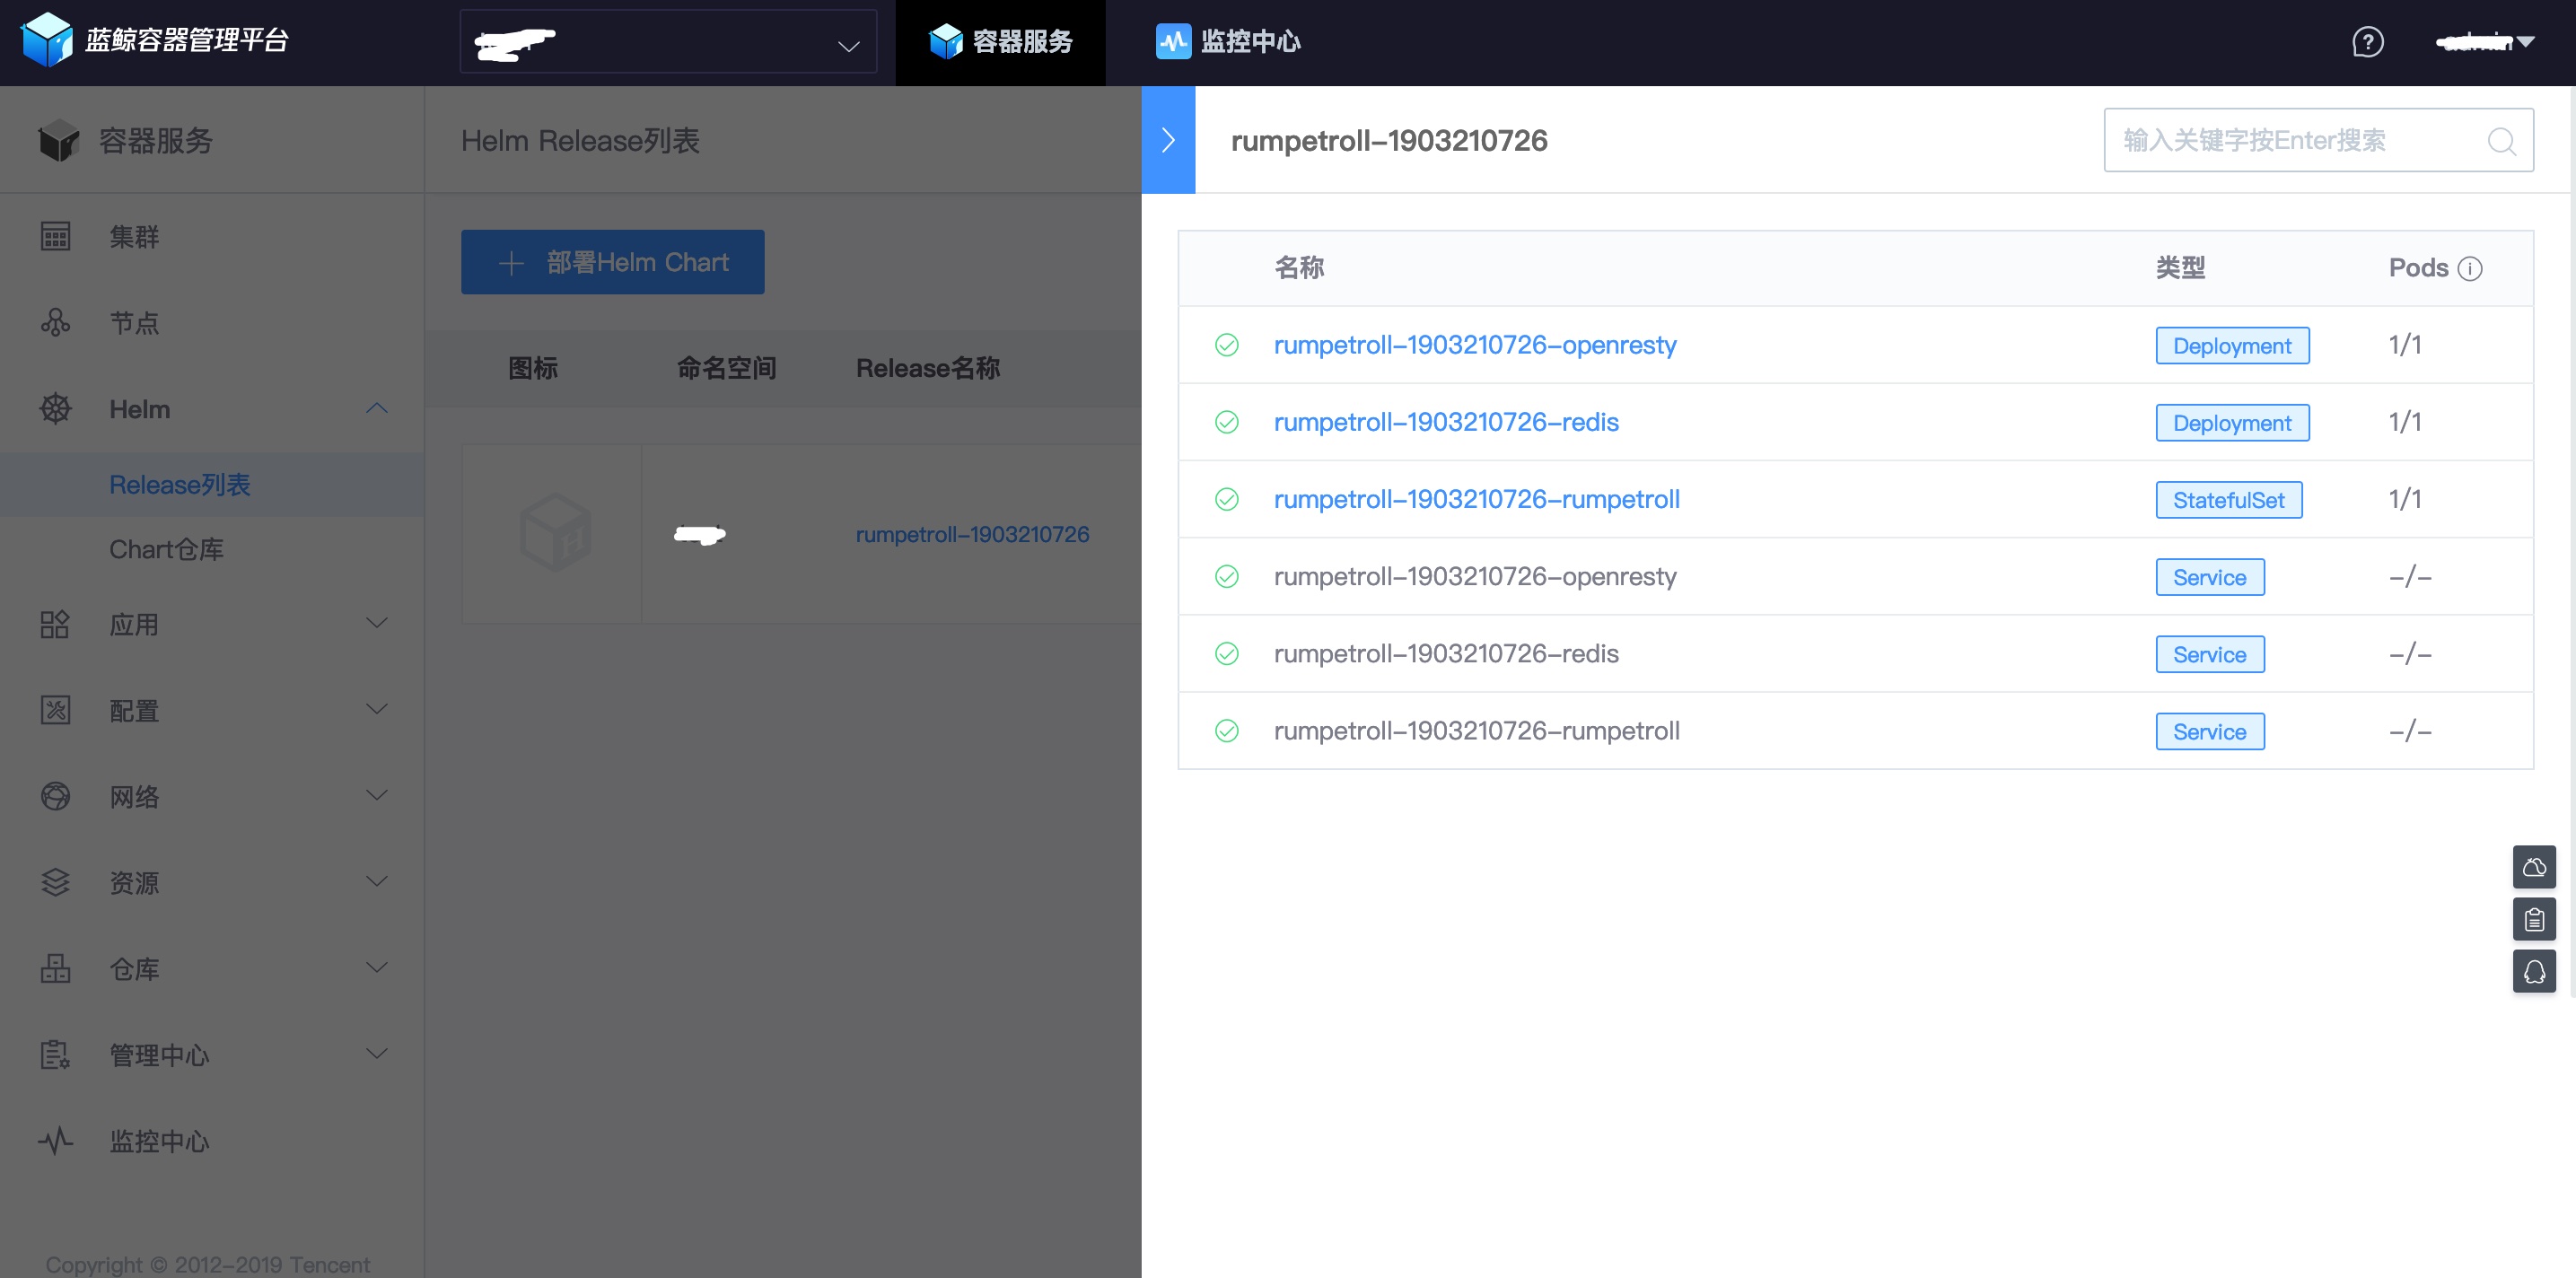 蓝鲸容器管理平台
容器服务
监控中心
容器服务
集群
节点
Helm
Release列表
Chart仓库
应用
配置
网络
资源
仓库
管理中心
监控中心
Copyright © 2012-2019 Tencent
Helm Release列表
部署Helm Chart
图标 命名空间 Release名称
rumpetroll-1903210726
rumpetroll-1903210726
输入关键字按Enter搜索
名称 类型 Pods
rumpetroll-1903210726-openresty Deployment 1/1
rumpetroll-1903210726-redis Deployment 1/1
rumpetroll-1903210726-rumpetroll StatefulSet 1/1
rumpetroll-1903210726-openresty Service -/-
rumpetroll-1903210726-redis Service -/-
rumpetroll-1903210726-rumpetroll Service -/-